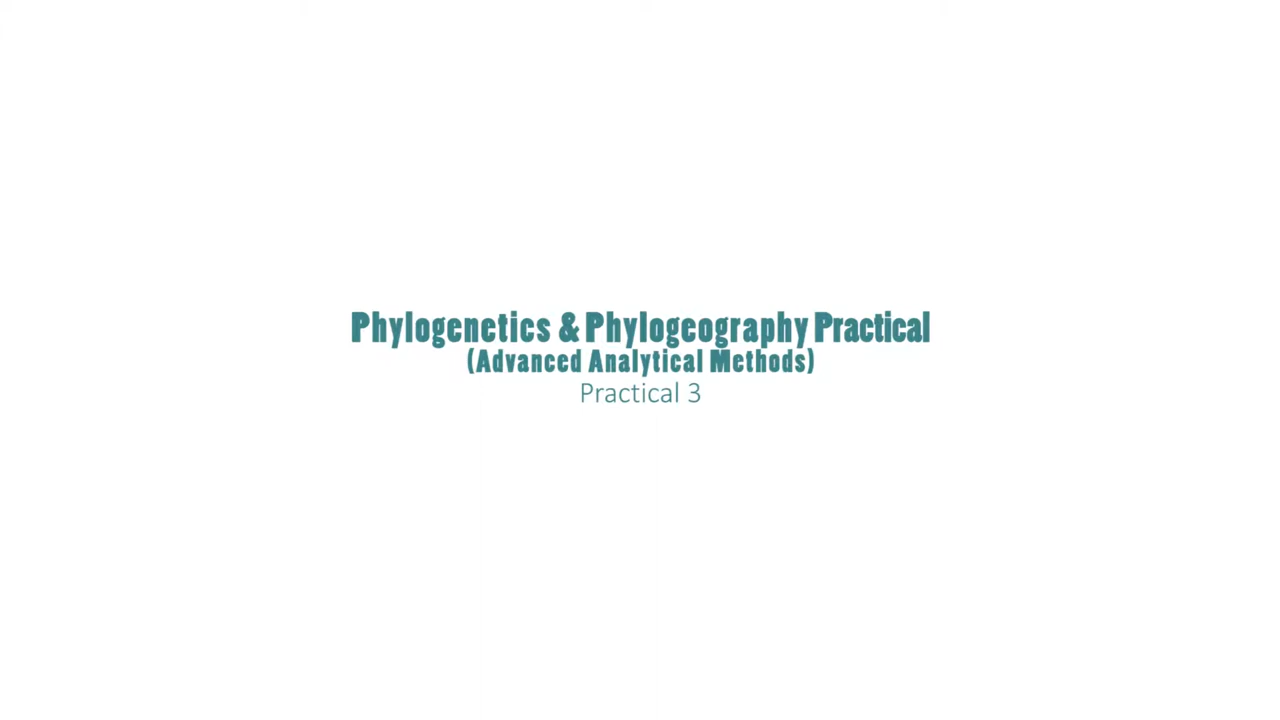 Phylogenetics & Phylogeography Practical
(Advanced Analytical Methods)
Practical 3